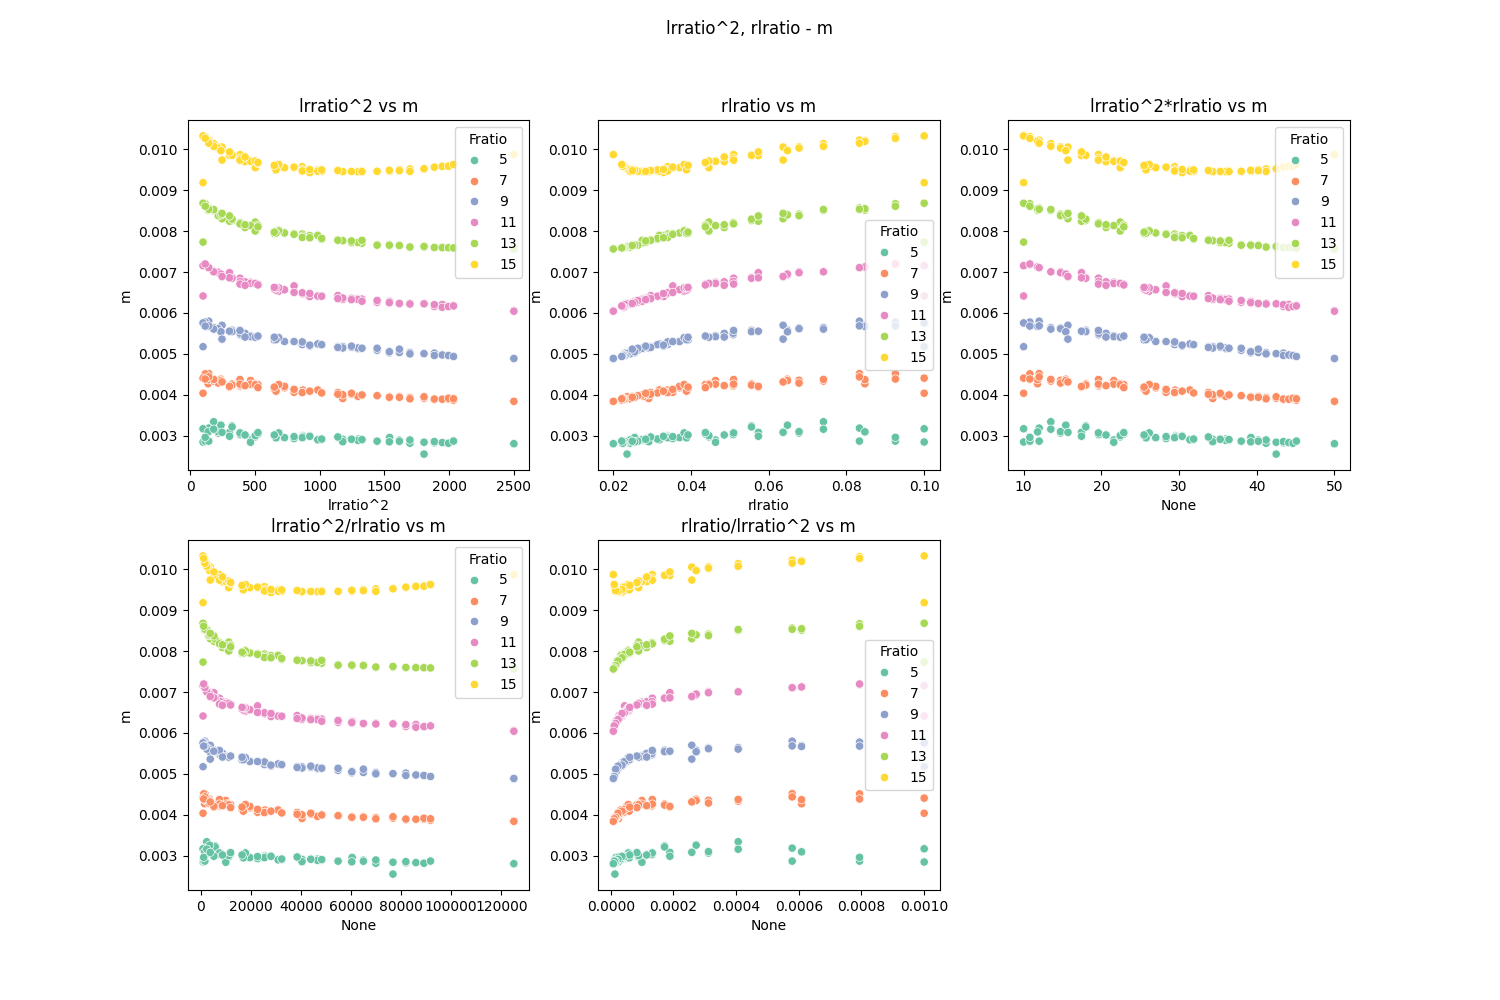 lrratio^2, rlratio - m
lrratio^2 vs m
rlratio vs m
lrratio^2*rlratio vs m
0.010
0.009
0.008
0.007
0.006
0.005
0.004
0.003
m
0 500 1000 1500 2000 2500
lrratio^2
Fratio
5
7
9
11
13
15
0.010
0.009
0.008
0.007
0.006
0.005
0.004
0.003
m
0.02 0.04 0.06 0.08 0.10
rlratio
Fratio
5
7
9
11
13
15
0.010
0.009
0.008
0.007
0.006
0.005
0.004
0.003
m
10 20 30 40 50
None
Fratio
5
7
9
11
13
15
lrratio^2/rlratio vs m
rlratio/lrratio^2 vs m
0.010
0.009
0.008
0.007
0.006
0.005
0.004
0.003
m
0 20000 40000 60000 80000 100000 120000
None
Fratio
5
7
9
11
13
15
0.010
0.009
0.008
0.007
0.006
0.005
0.004
0.003
m
0.0000 0.0002 0.0004 0.0006 0.0008 0.0010
None
Fratio
5
7
9
11
13
15